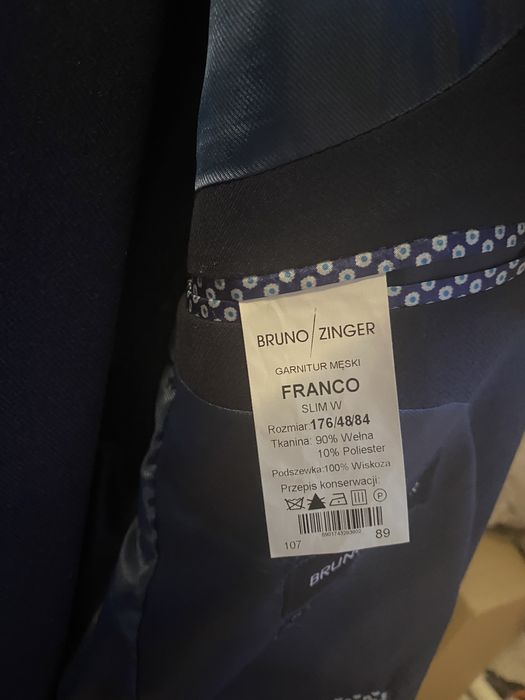 BRUNO/ZINGER
GARNITUR MĘSKI
FRANCO
SLIM W
Rozmiar:176/48/84
Tkanina: 90% Wełna
10% Poliester
Podszewka:100% Wiskoza
Przepis konserwacji:
P
107 89
BRUN